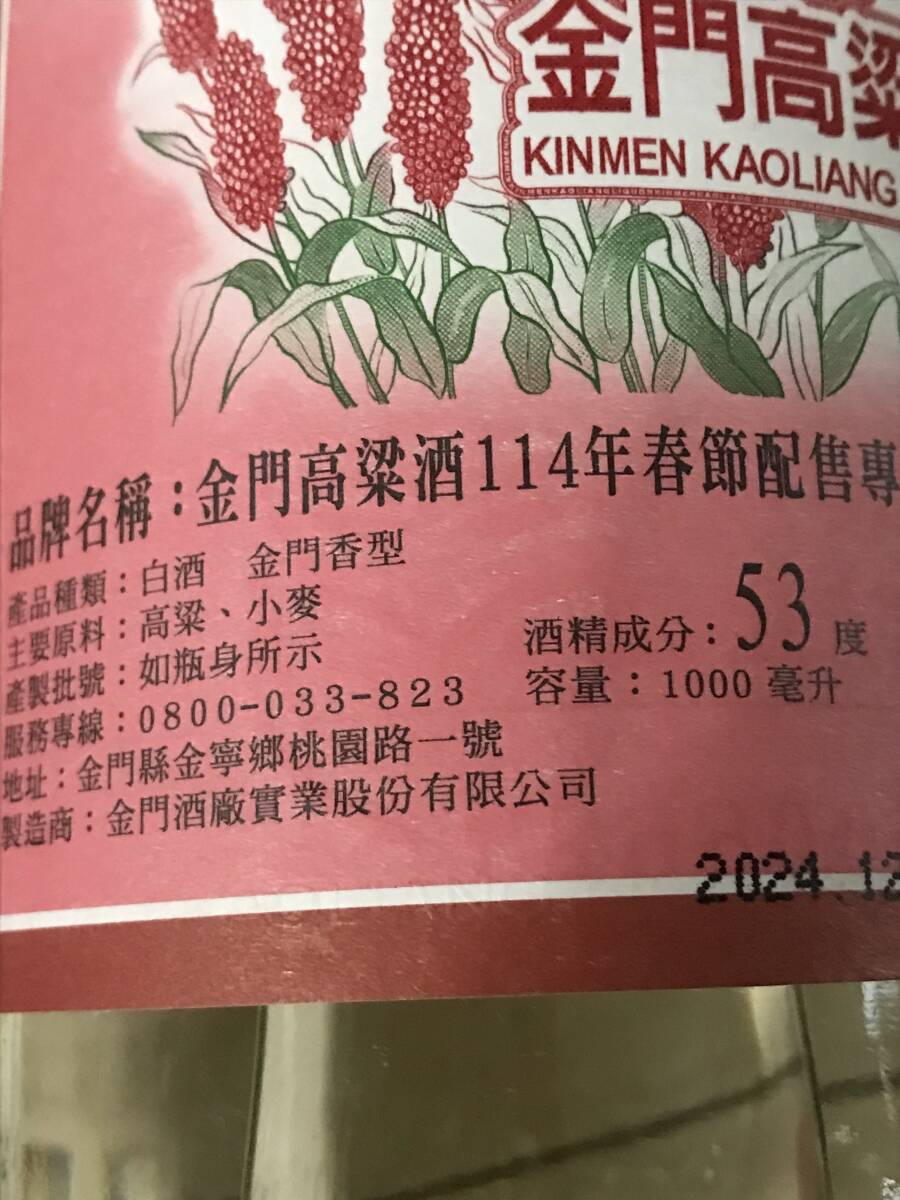 金門高粱
KINMEN KAOLIANG
品牌名稱：金門高粱酒114年春節配售專
產品種類：白酒　金門香型
主要原料：高粱、小麥
產製批號：如瓶身所示
服務專線：0800-033-823
地址：金門縣金寧鄉桃園路一號
製造商：金門酒廠實業股份有限公司
酒精成分：53度
容量：1000毫升
2024.12